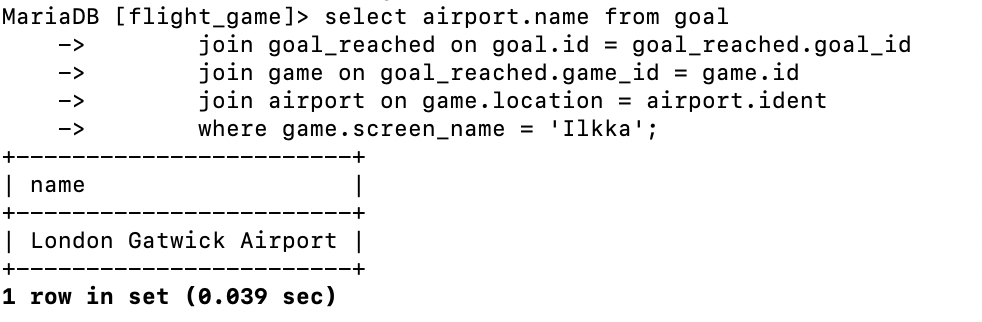 MariaDB [flight_game]> select airport.name from goal
    ->        join goal_reached on goal.id = goal_reached.goal_id
    ->        join game on goal_reached.game_id = game.id
    ->        join airport on game.location = airport.ident
    ->        where game.screen_name = 'Ilkka';
+------------------------+
| name                   |
+------------------------+
| London Gatwick Airport |
+------------------------+
1 row in set (0.039 sec)